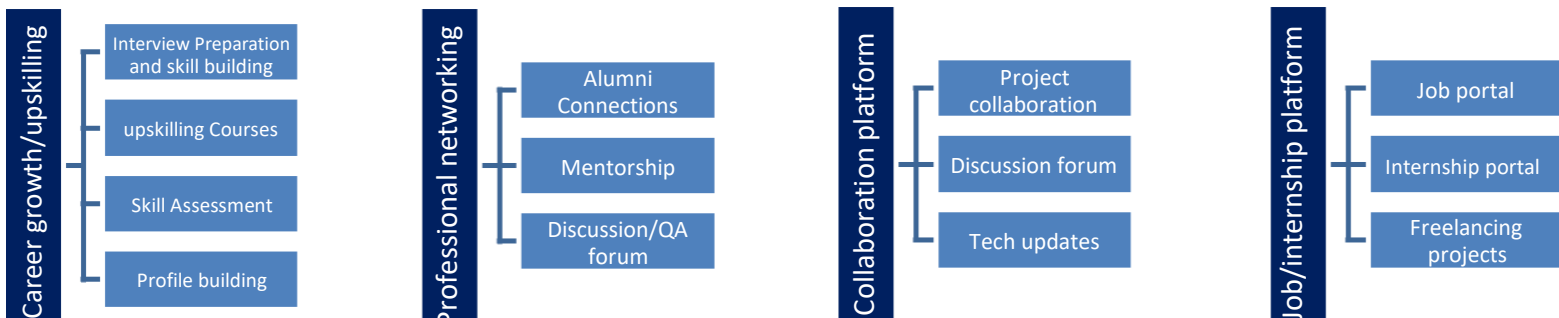 Career growth/upskilling
Interview Preparation
and skill building
upskilling Courses
Skill Assessment
Profile building
Professional networking
Alumni
Connections
Mentorship
Discussion/QA
forum
Collaboration platform
Project
collaboration
Discussion forum
Tech updates
Job/internship platform
Job portal
Internship portal
Freelancing
projects